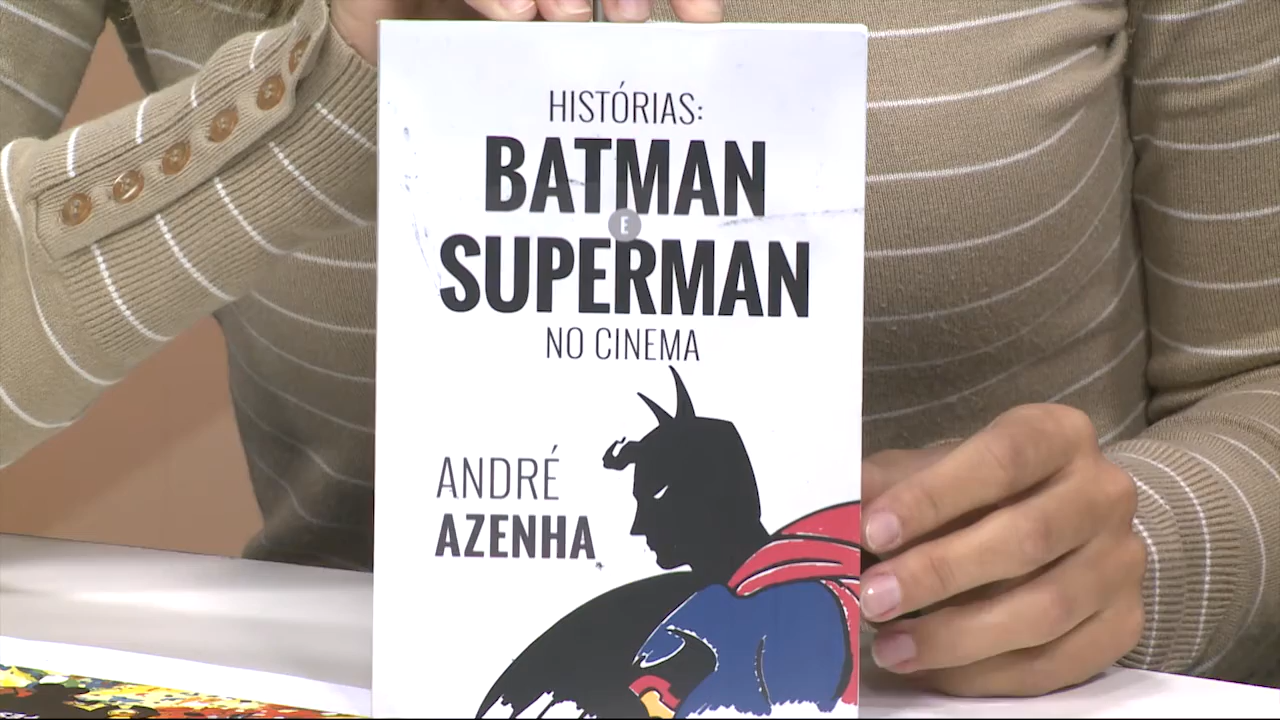 HISTÓRIAS:
BATMAN
E
SUPERMAN
NO CINEMA
ANDRÉ
AZENHA